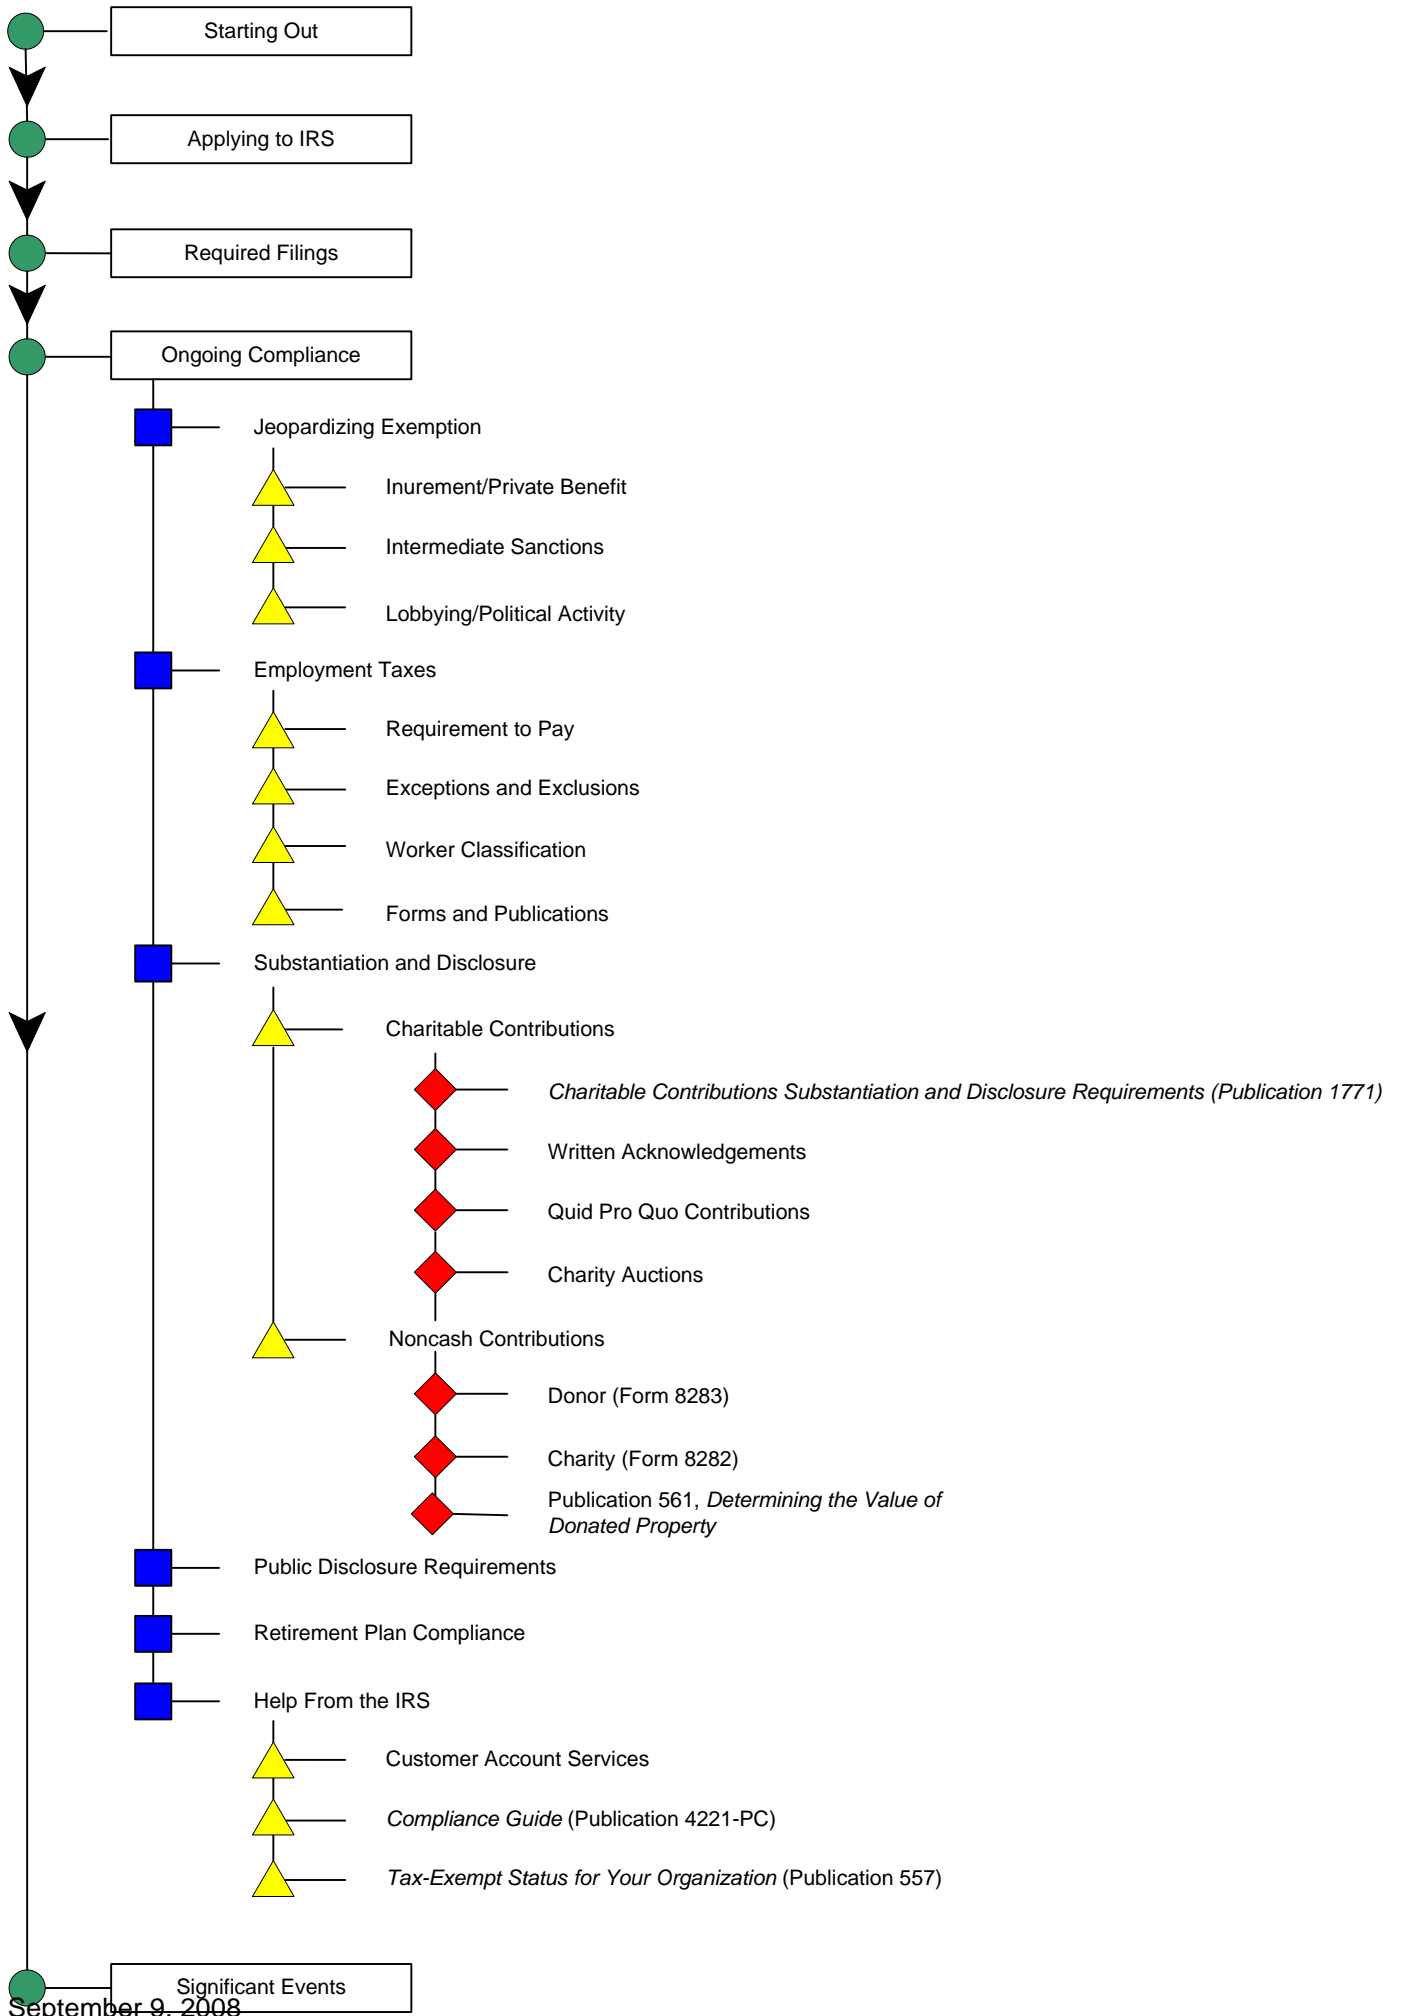 Starting Out
Applying to IRS
Required Filings
Ongoing Compliance
Jeopardizing Exemption
Inurement/Private Benefit
Intermediate Sanctions
Lobbying/Political Activity
Employment Taxes
Requirement to Pay
Exceptions and Exclusions
Worker Classification
Forms and Publications
Substantiation and Disclosure
Charitable Contributions
Charitable Contributions Substantiation and Disclosure Requirements (Publication 1771)
Written Acknowledgements
Quid Pro Quo Contributions
Charity Auctions
Noncash Contributions
Donor (Form 8283)
Charity (Form 8282)
Publication 561, Determining the Value of
Donated Property
Public Disclosure Requirements
Retirement Plan Compliance
Help From the IRS
Customer Account Services
Compliance Guide (Publication 4221-PC)
Tax-Exempt Status for Your Organization (Publication 557)
Significant Events
September 9, 2008